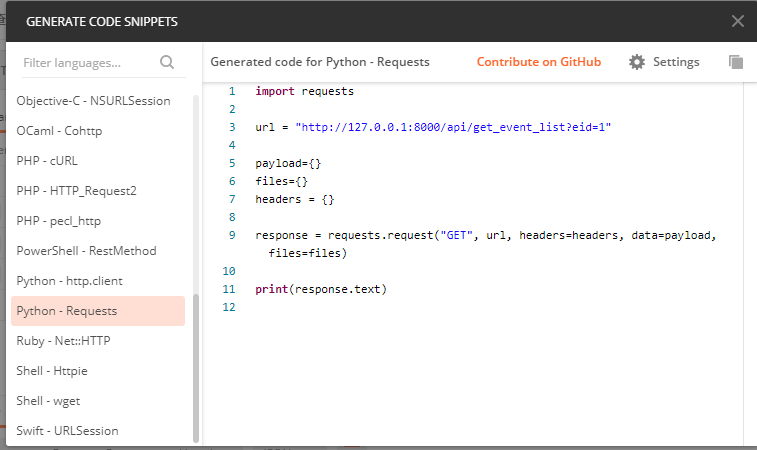 GENERATE CODE SNIPPETS
Filter languages...
Generated code for Python - Requests
Contribute on GitHub
Settings
Objective-C - NSURLSession
OCaml - Cohttp
PHP - cURL
PHP - HTTP_Request2
PHP - pecl_http
PowerShell - RestMethod
Python - http.client
Python - Requests
Ruby - Net::HTTP
Shell - Httpie
Shell - wget
Swift - URLSession
1 import requests
2
3 url = "http://127.0.0.1:8000/api/get_event_list?eid=1"
4
5 payload={}
6 files={}
7 headers = {}
8
9 response = requests.request("GET", url, headers=headers, data=payload,
files=files)
10
11 print(response.text)
12